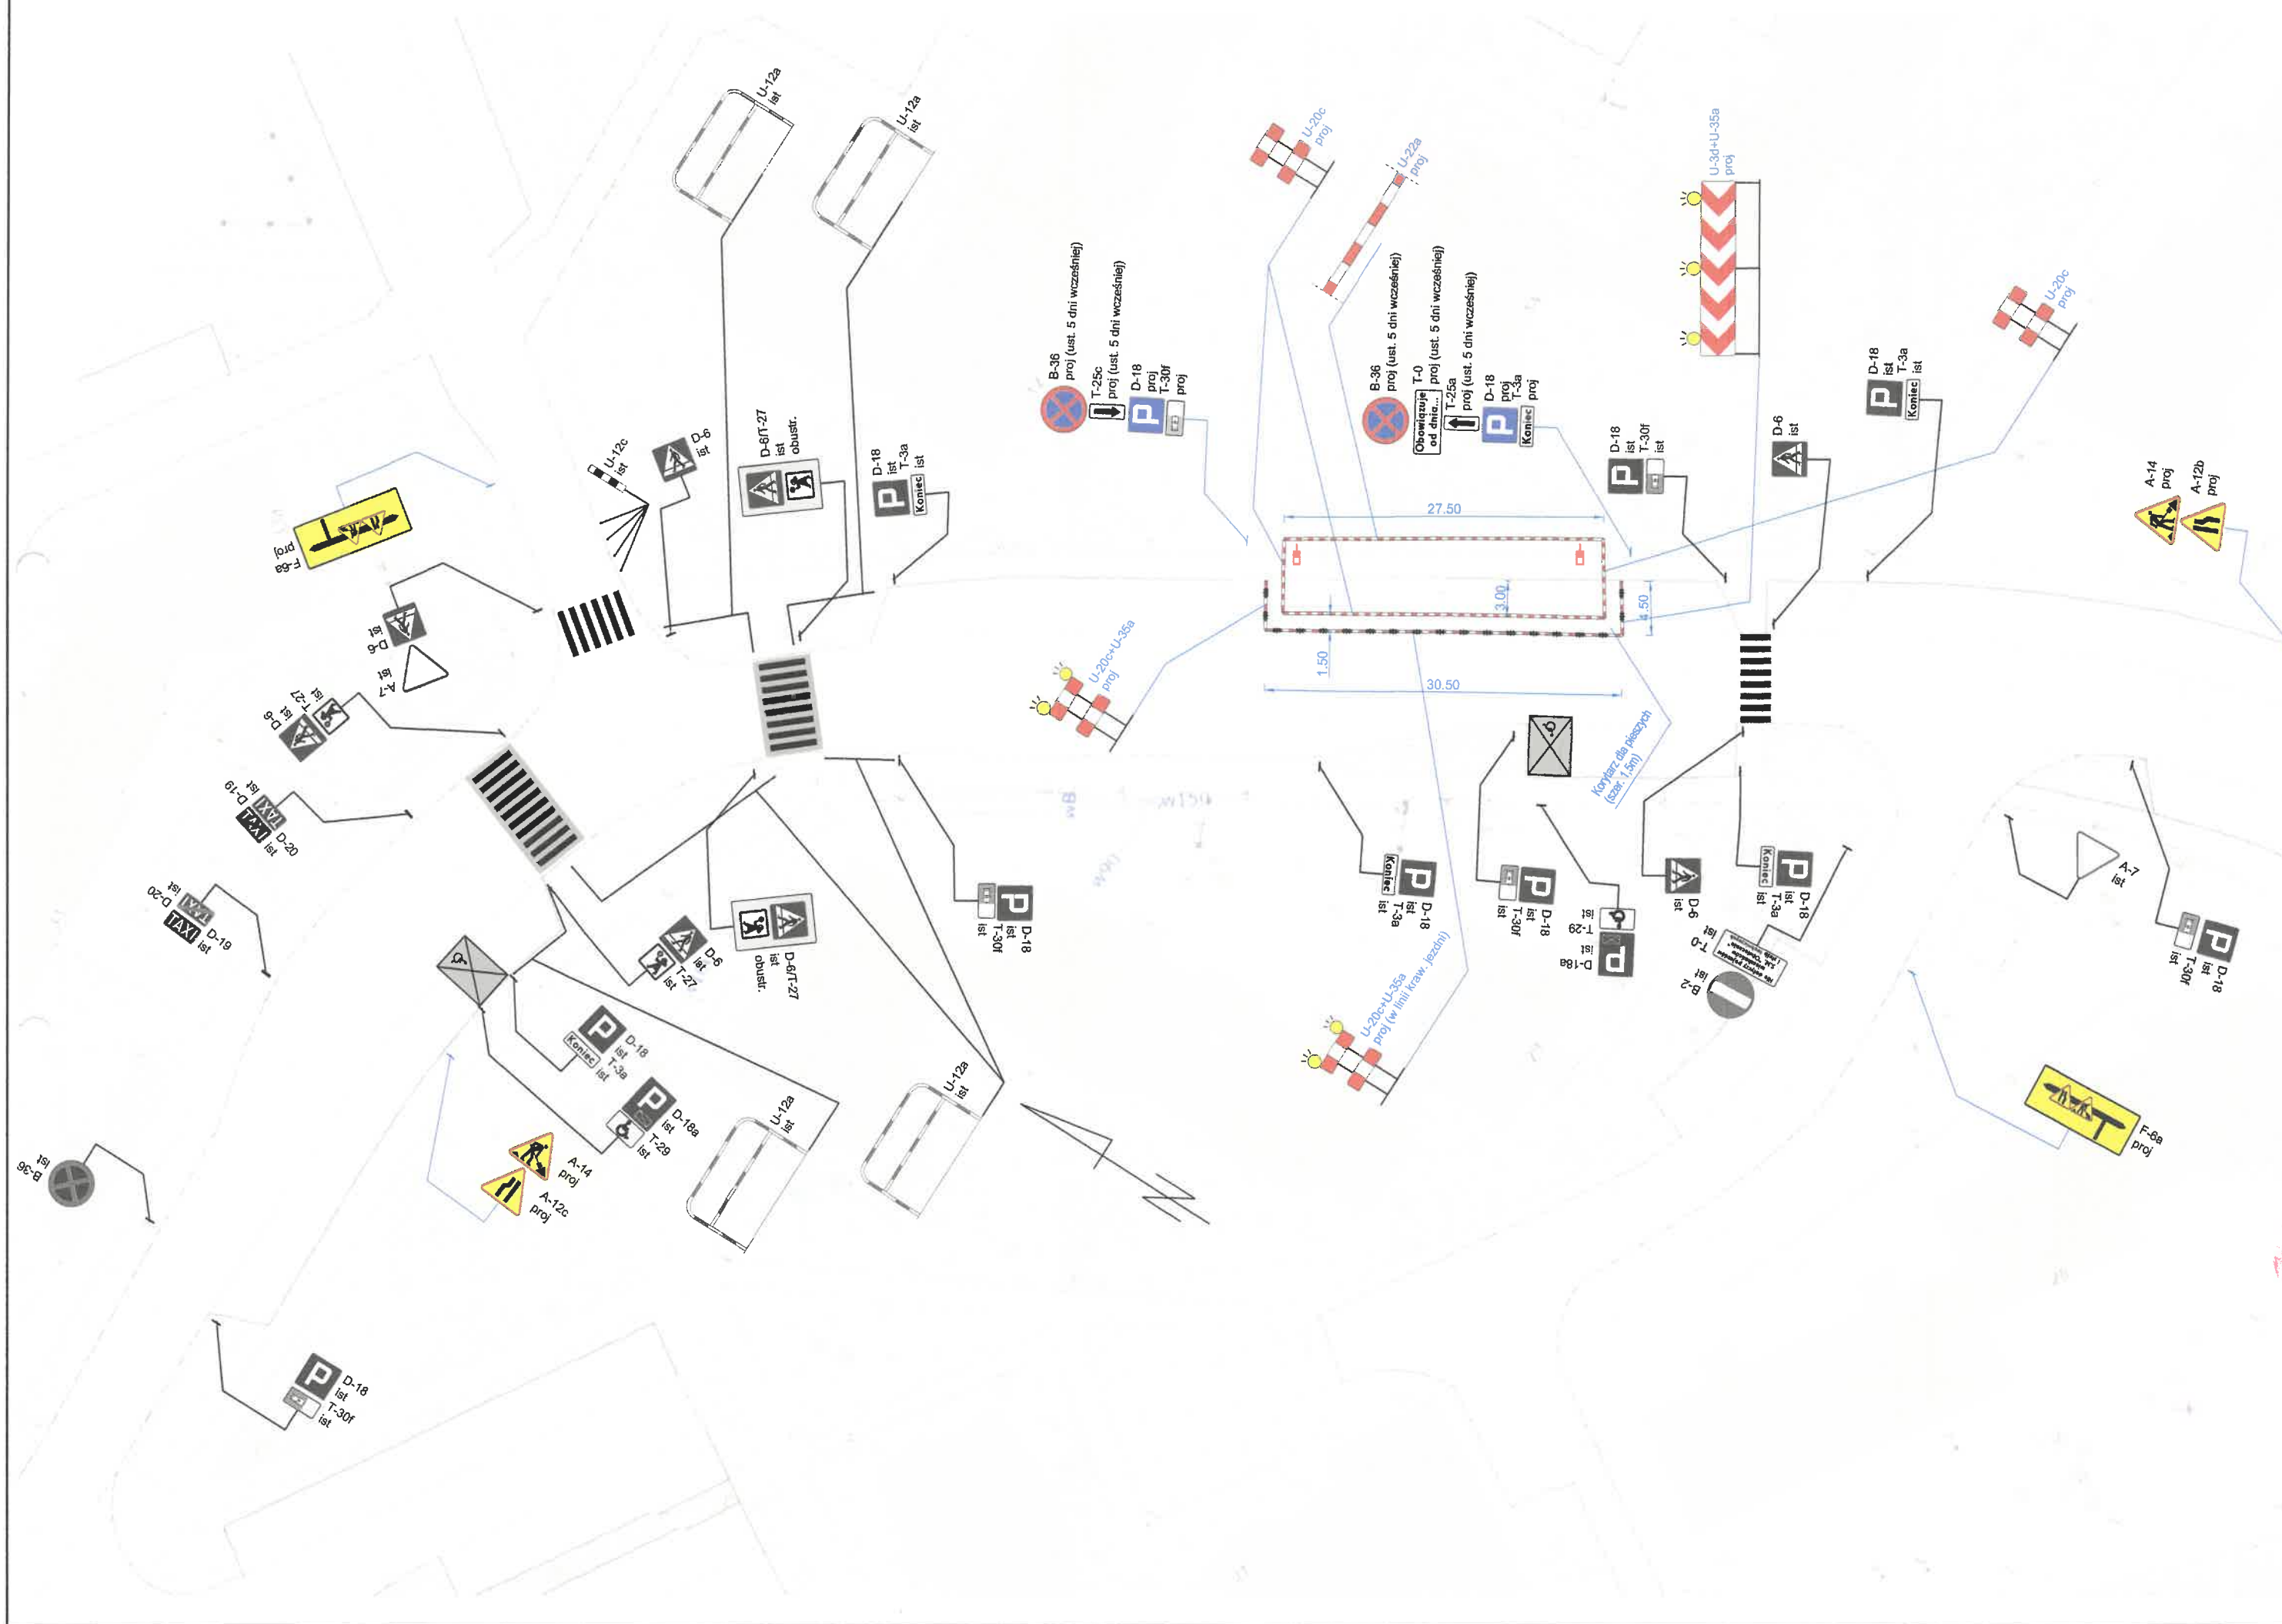 U-12a
ist
U-12a
ist
U-20c
proj
U-22a
proj
U-3d+U-35a
proj
B-36
proj (ust. 5 dni wcześniej)
T-25c
proj (ust. 5 dni wcześniej)
D-18
proj
T-30f
proj
B-36
proj (ust. 5 dni wcześniej)
T-0
proj (ust. 5 dni wcześniej)
Obowiązuje
od dnia...
T-25a
proj (ust. 5 dni wcześniej)
D-18
proj
T-3a
proj
P
P
Koniec
U-20c
proj
D-18
ist
T-3a
ist
P
Koniec
D-6
ist
D-18
ist
T-30f
ist
P
A-14
proj
A-12b
proj
F-6a
proj
U-12c
ist
D-6
ist
D-6/T-27
ist
obustr.
D-18
ist
T-3a
ist
P
Koniec
D-6
ist
A-7
ist
T-27
ist
D-6
ist
D-19
ist
TAXI
TAXI
D-20
ist
D-20
ist
TAXI
TAXI
D-19
ist
B-36
ist
27.50
3.00
4.50
1.50
30.50
U-20c+U-35a
proj
Korytarz dla pieszych
(szer. 1,5m)
D-6
ist
T-27
ist
D-6/T-27
ist
obustr.
D-18
ist
T-30f
ist
P
D-18
ist
T-3a
ist
P
Koniec
D-18a
ist
T-29
ist
P
A-14
proj
A-12c
proj
U-12a
ist
U-12a
ist
D-18
ist
T-30f
ist
P
U-20c+U-35a
proj (w linii kraw. jezdni)
D-18
ist
T-3a
ist
P
Koniec
D-18
ist
T-30f
ist
P
T-29
ist
D-18a
ist
P
D-6
ist
D-18
ist
T-3a
ist
P
Koniec
T-0
ist
B-2
ist
A-7
ist
D-18
ist
T-30f
ist
P
F-6a
proj